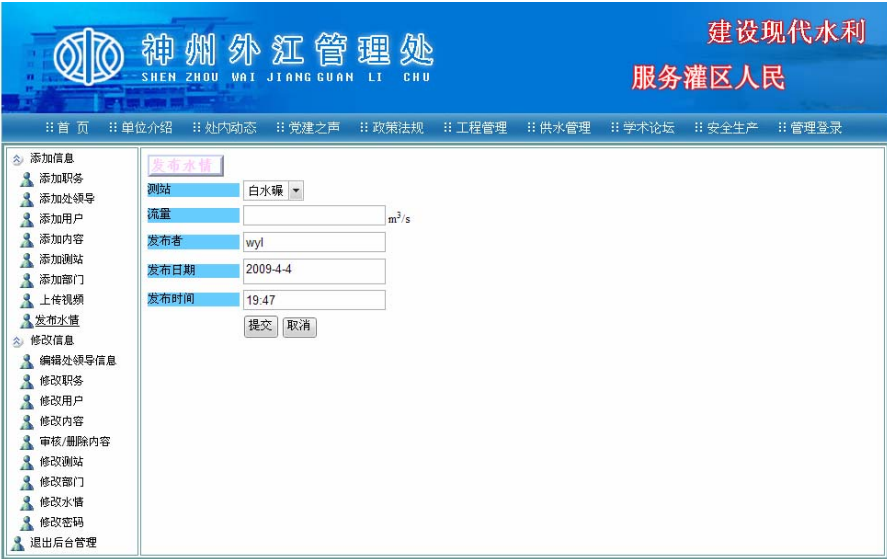 神州外江管理处
SHEN ZHOU WAI JIANG GUAN LI CHU
建设现代水利
服务灌区人民
首 页 单位介绍 处内动态 党建之声 政策法规 工程管理 供水管理 学术论坛 安全生产 管理登录
添加信息
添加职务
添加处领导
添加用户
添加内容
添加测站
添加部门
上传视频
发布水情
修改信息
编辑处领导信息
修改职务
修改用户
修改内容
审核/删除内容
修改测站
修改部门
修改水情
修改密码
退出后台管理
发布水情
测站 白水碾
流量 m³/s
发布者 wyl
发布日期 2009-4-4
发布时间 19:47
提交 取消